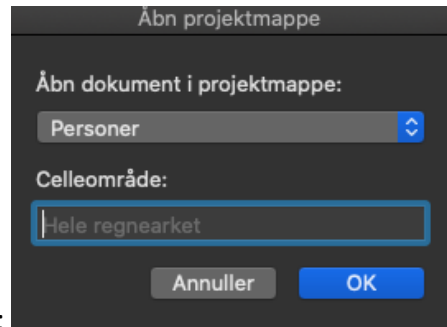 Åbn projektmappe
Åbn dokument i projektmappe:
Personer
Celleområde:
Hele regnearket
Annuller OK
: